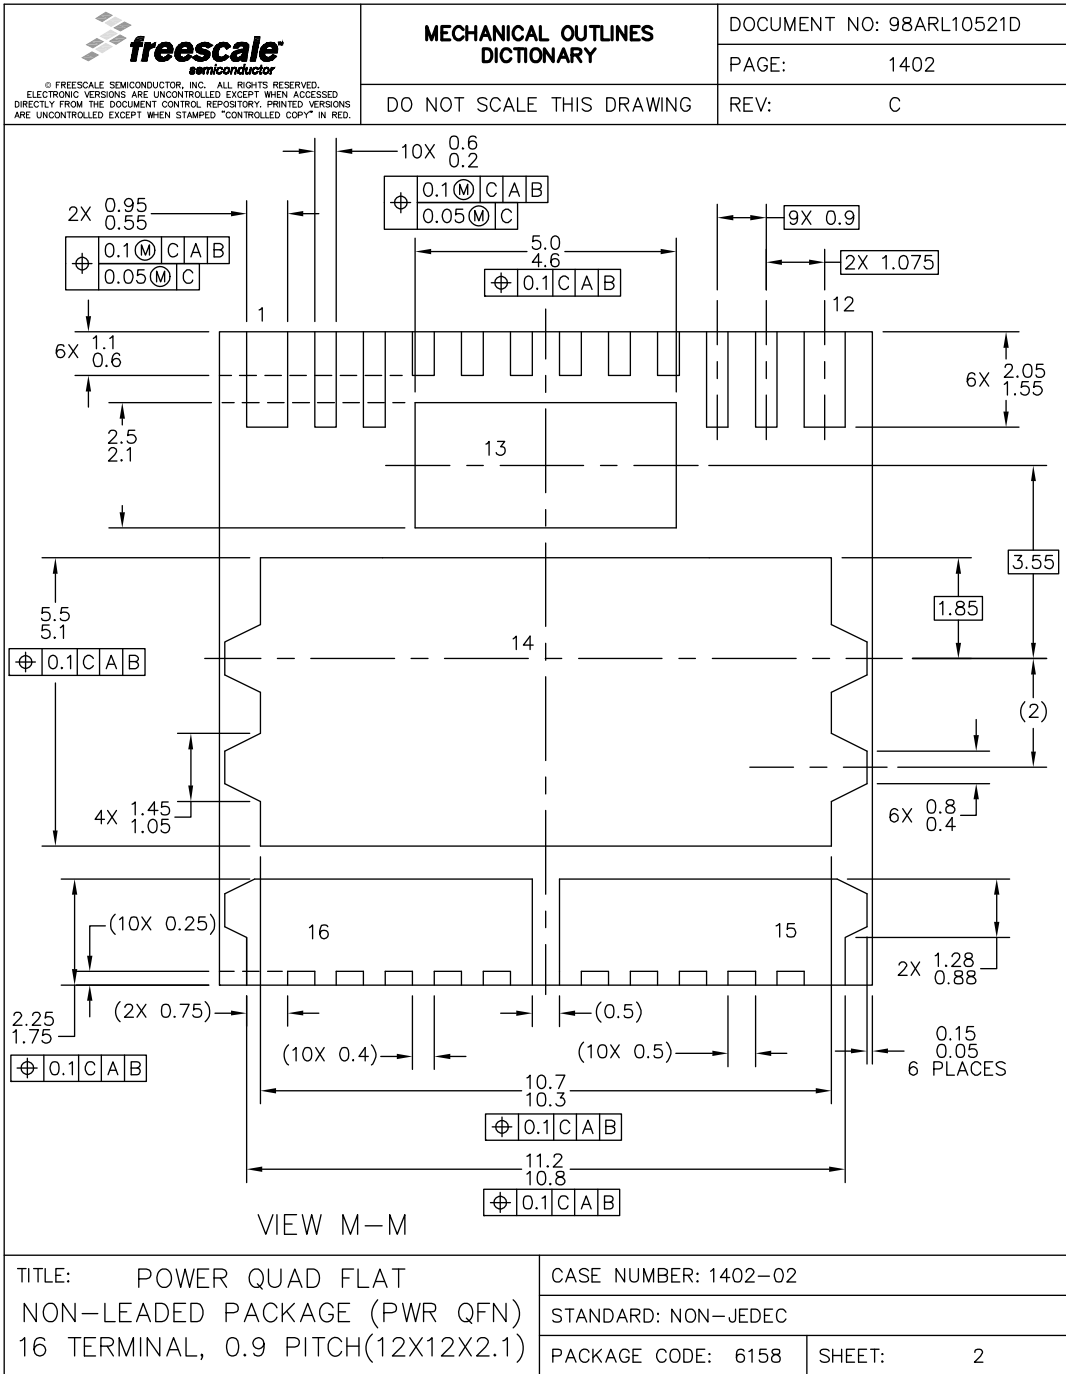 freescale™
semiconductor
© FREESCALE SEMICONDUCTOR, INC. ALL RIGHTS RESERVED.
ELECTRONIC VERSIONS ARE UNCONTROLLED EXCEPT WHEN ACCESSED
DIRECTLY FROM THE DOCUMENT CONTROL REPOSITORY. PRINTED VERSIONS
ARE UNCONTROLLED EXCEPT WHEN STAMPED "CONTROLLED COPY" IN RED.
MECHANICAL OUTLINES
DICTIONARY
DO NOT SCALE THIS DRAWING
DOCUMENT NO: 98ARL10521D
PAGE: 1402
REV: C
10X 0.6
0.2
⌖ 0.1 Ⓜ C A B
0.05 Ⓜ C
2X 0.95
0.55
⌖ 0.1 Ⓜ C A B
0.05 Ⓜ C
5.0
4.6
⌖ 0.1 C A B
9X 0.9
2X 1.075
1
12
6X 1.1
0.6
6X 2.05
1.55
2.5
2.1
13
3.55
1.85
5.5
5.1
⌖ 0.1 C A B
14
(2)
4X 1.45
1.05
6X 0.8
0.4
(10X 0.25)
16
15
2X 1.28
0.88
2.25
1.75
⌖ 0.1 C A B
(2X 0.75)
(0.5)
(10X 0.4)
(10X 0.5)
0.15
0.05
6 PLACES
10.7
10.3
⌖ 0.1 C A B
11.2
10.8
⌖ 0.1 C A B
VIEW M-M
TITLE: POWER QUAD FLAT
NON-LEADED PACKAGE (PWR QFN)
16 TERMINAL, 0.9 PITCH(12X12X2.1)
CASE NUMBER: 1402-02
STANDARD: NON-JEDEC
PACKAGE CODE: 6158
SHEET: 2